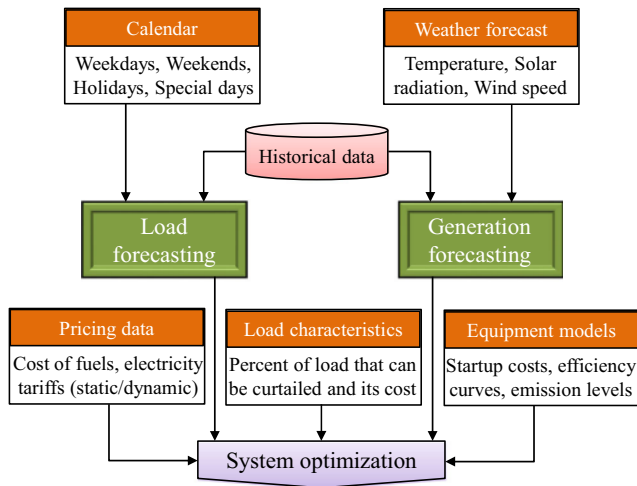 Calendar
Weekdays, Weekends,
Holidays, Special days
Weather forecast
Temperature, Solar
radiation, Wind speed
Historical data
Load
forecasting
Generation
forecasting
Pricing data
Cost of fuels, electricity
tariffs (static/dynamic)
Load characteristics
Percent of load that can
be curtailed and its cost
Equipment models
Startup costs, efficiency
curves, emission levels
System optimization